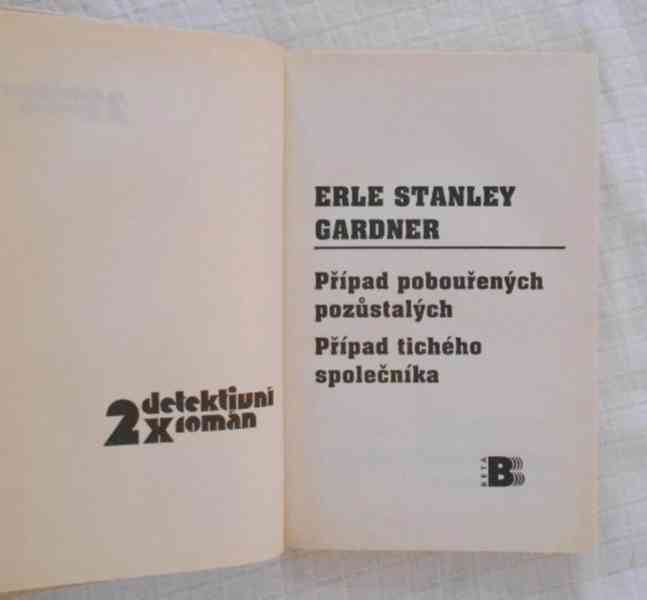 2x detektivní
román
ERLE STANLEY
GARDNER
Případ pobouřených
pozůstalých
Případ tichého
společníka
BETA
B